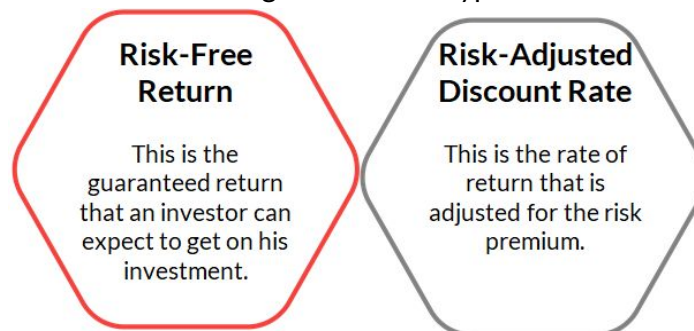 Risk-Free
Return
This is the
guaranteed return
that an investor can
expect to get on his
investment.
Risk-Adjusted
Discount Rate
This is the rate of
return that is
adjusted for the risk
premium.